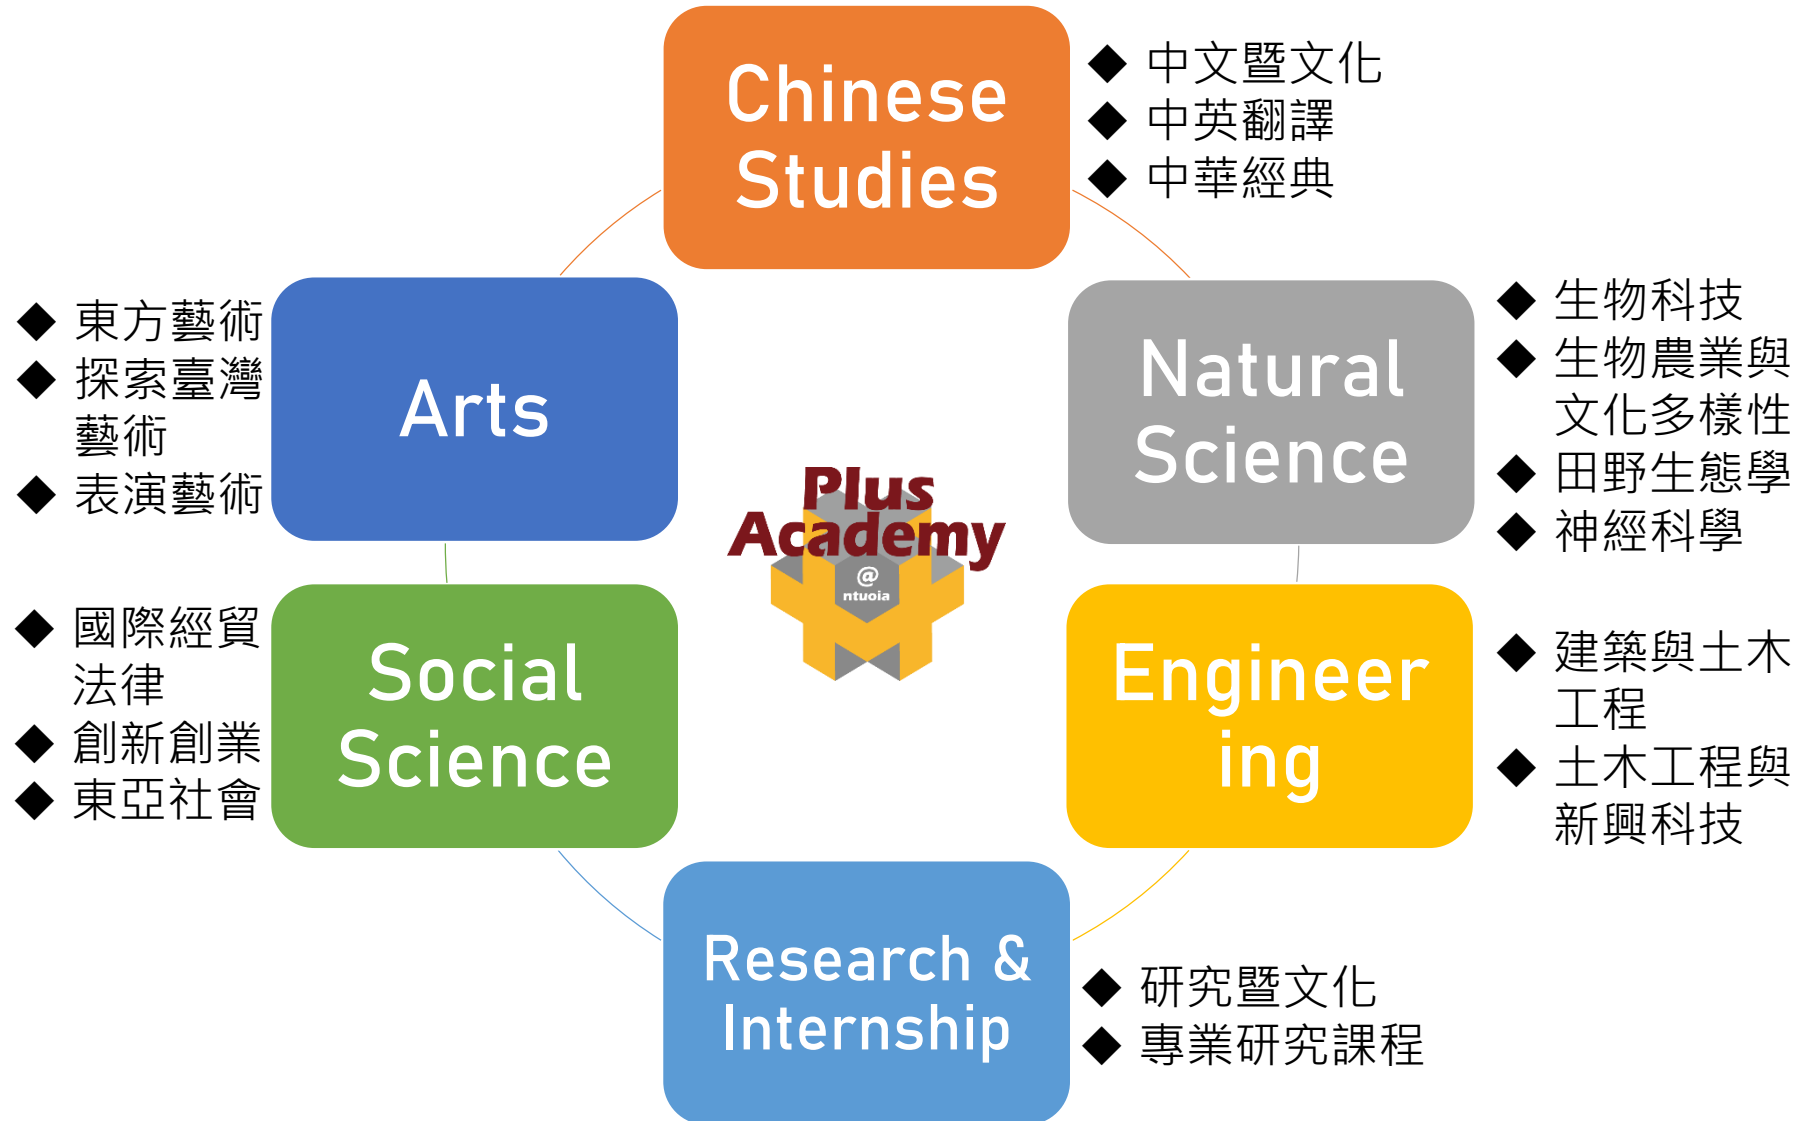 Chinese
Studies
◆ 中文暨文化
◆ 中英翻譯
◆ 中華經典
Natural
Science
◆ 生物科技
◆ 生物農業與
文化多樣性
◆ 田野生態學
◆ 神經科學
Engineer
ing
◆ 建築與土木
工程
◆ 土木工程與
新興科技
Research &
Internship
◆ 研究暨文化
◆ 專業研究課程
Social
Science
◆ 國際經貿
法律
◆ 創新創業
◆ 東亞社會
Arts
◆ 東方藝術
◆ 探索臺灣
藝術
◆ 表演藝術
Plus
Academy
@
ntuoia